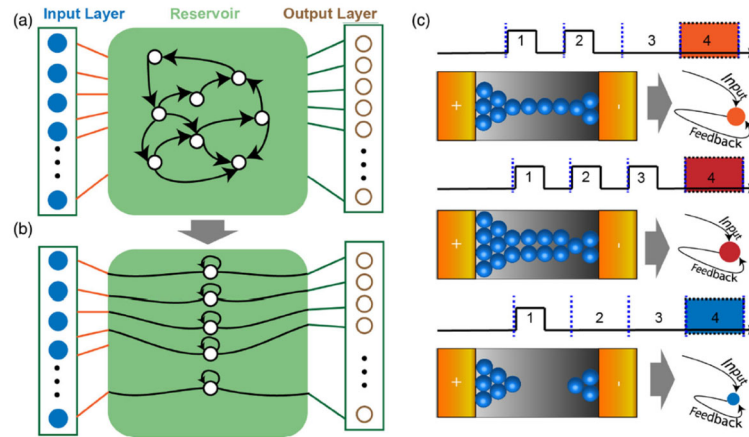 (a)
Input Layer
Reservoir
Output Layer
(b)
(c)
1
2
3
4
+
-
Input
Feedback
1
2
3
4
+
-
Input
Feedback
1
2
3
4
+
-
Input
Feedback